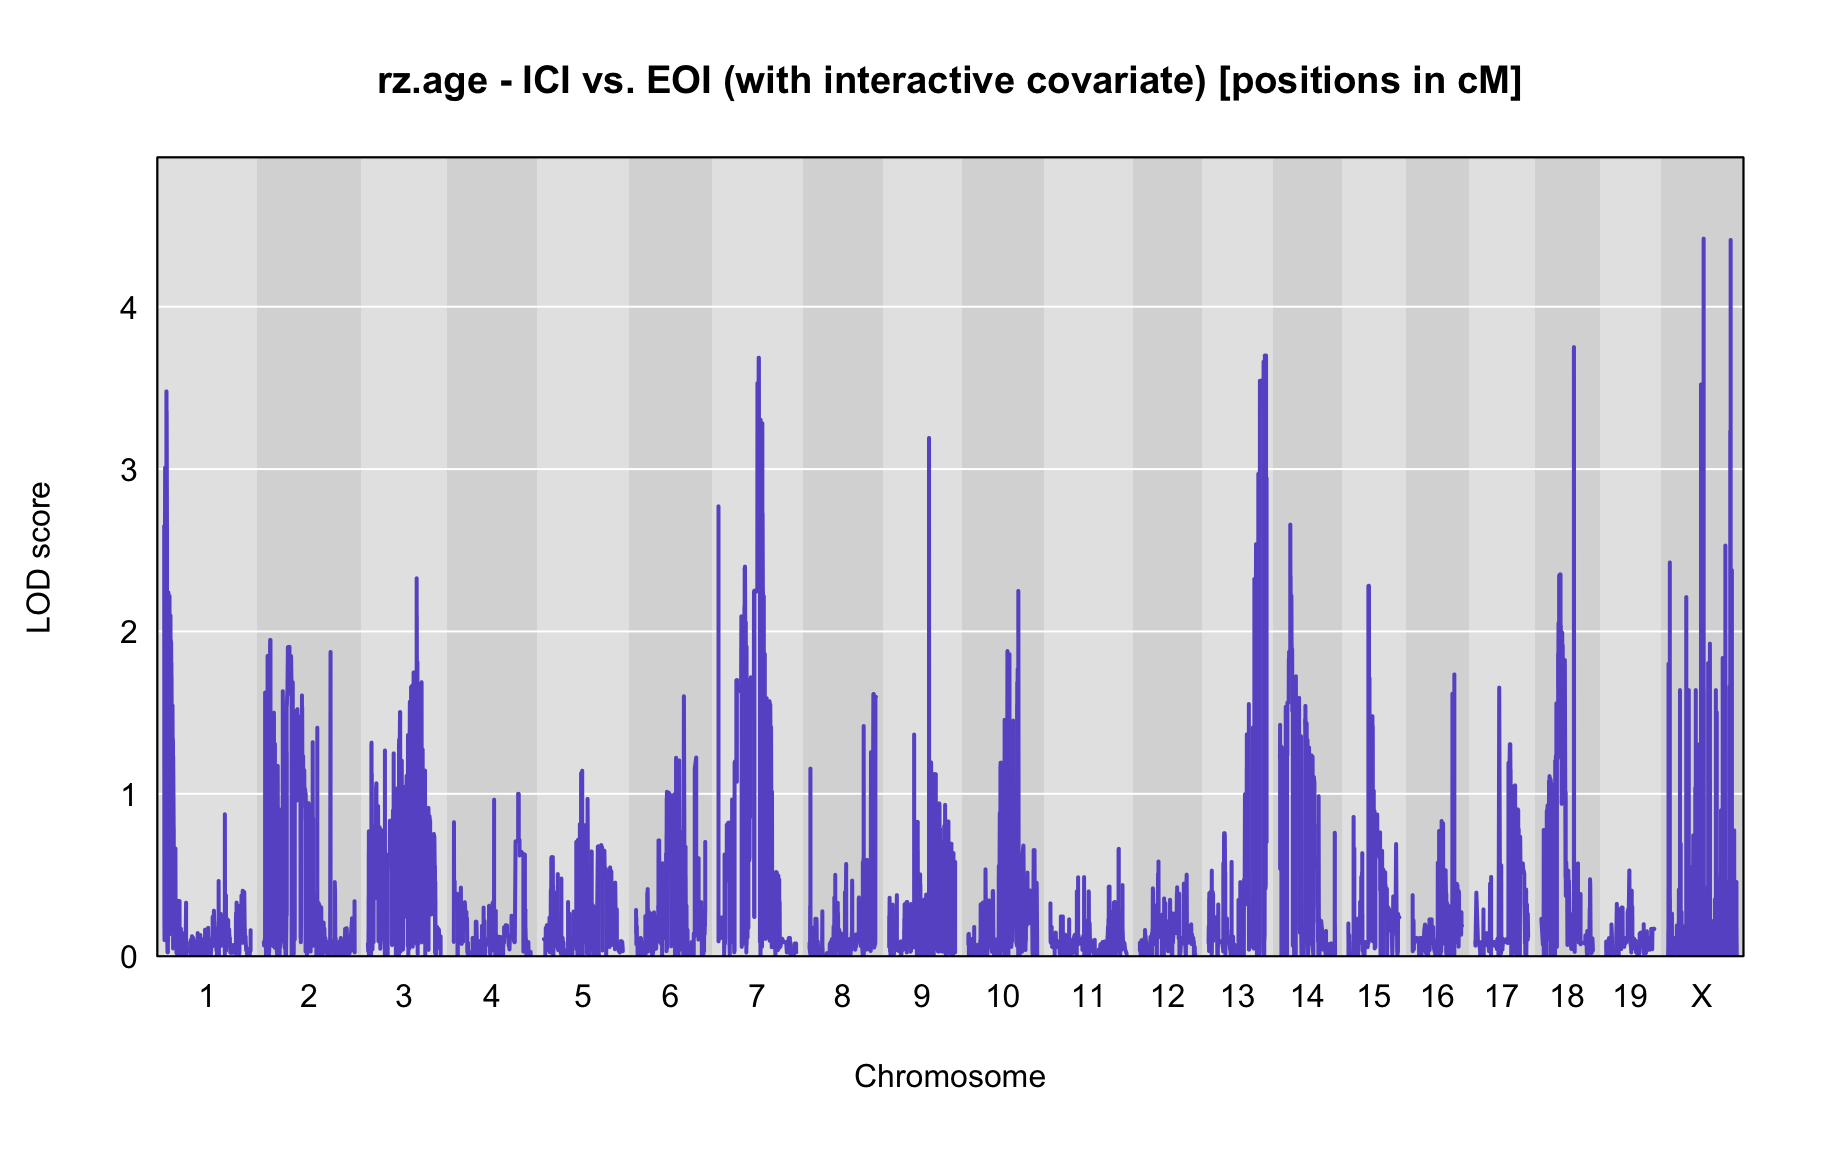 rz.age - ICI vs. EOI (with interactive covariate) [positions in cM]
LOD score
4
3
2
1
0
1 2 3 4 5 6 7 8 9 10 11 12 13 14 15 16 17 18 19 X
Chromosome